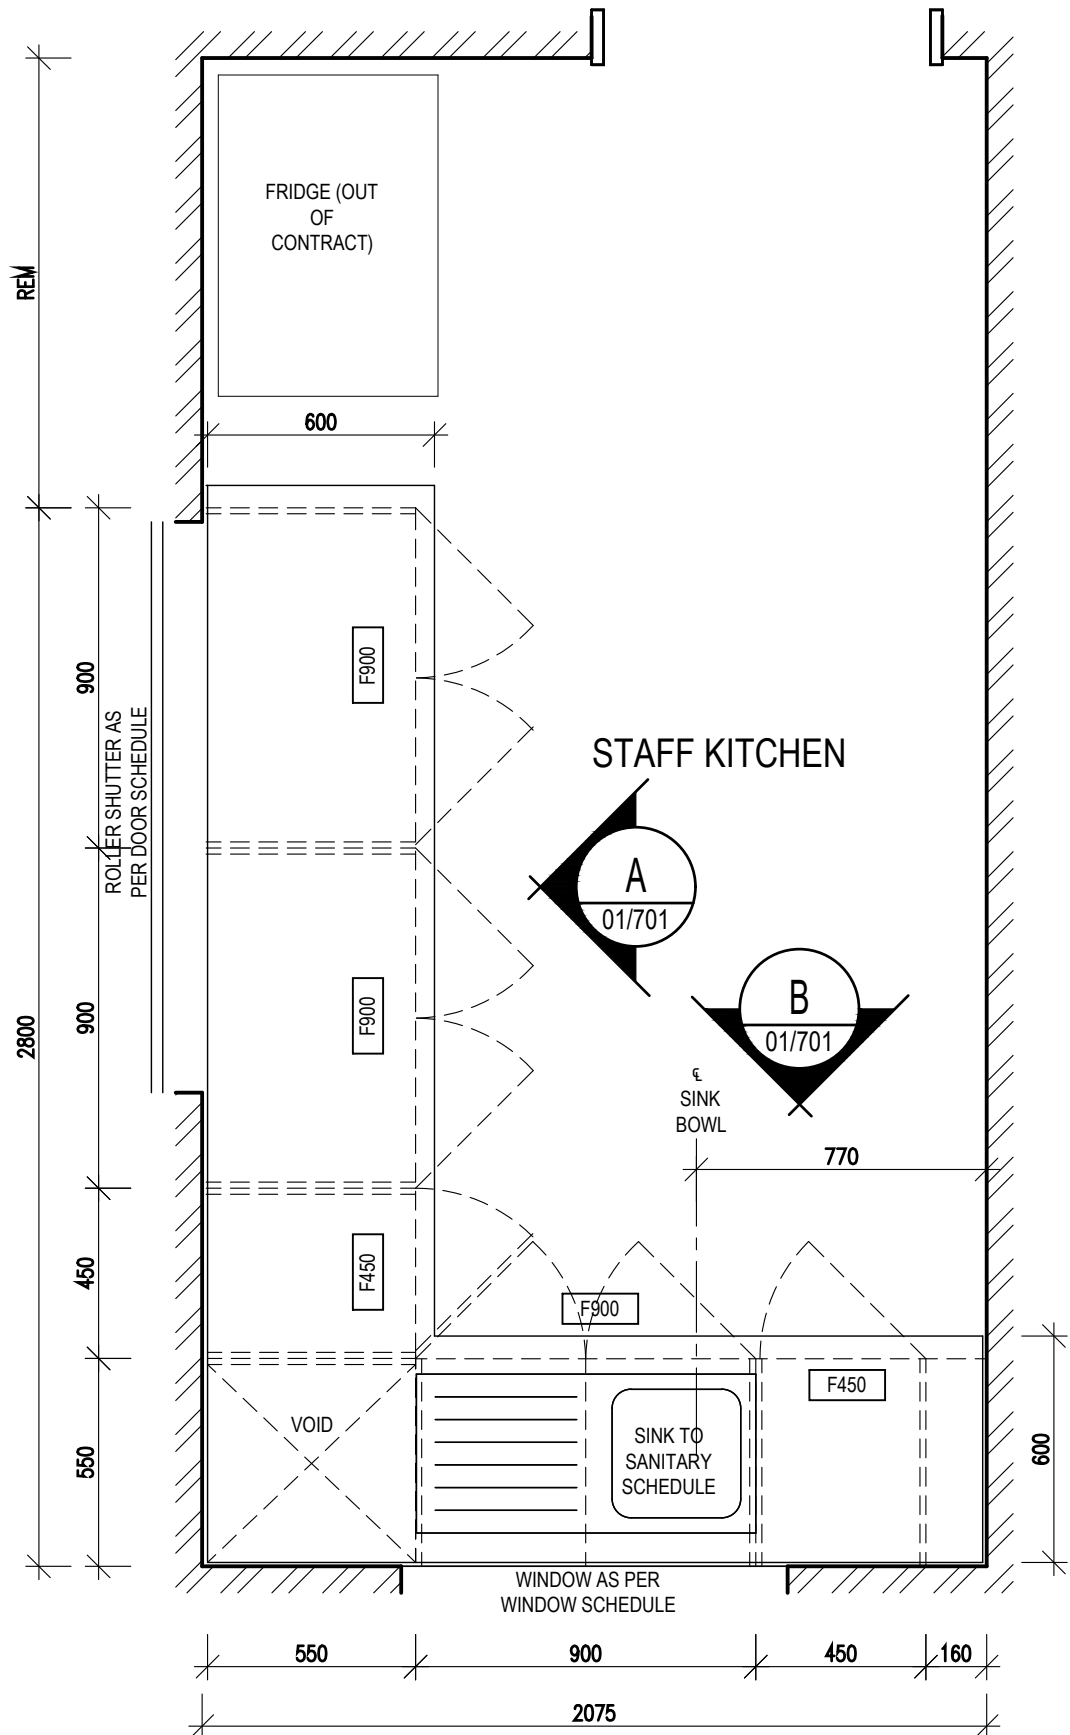 FRIDGE (OUT
OF
CONTRACT)
REM
600
900
F900
ROLLER SHUTTER AS
PER DOOR SCHEDULE
STAFF KITCHEN
A
01/701
2800
900
F900
B
01/701
℄
SINK
BOWL
770
450
F450
F900
F450
VOID
550
SINK TO
SANITARY
SCHEDULE
600
WINDOW AS PER
WINDOW SCHEDULE
550
900
450
160
2075